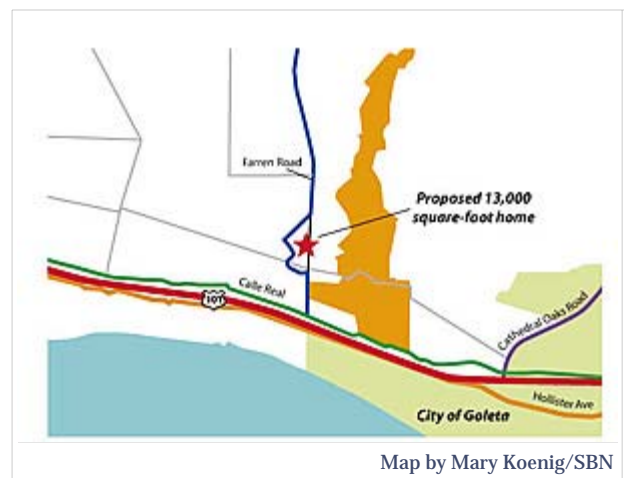 Farren Road
Proposed 13,000
square-foot home
Calle Real
101
Cathedral Oaks Road
Hollister Ave
City of Goleta
Map by Mary Koenig/SBN